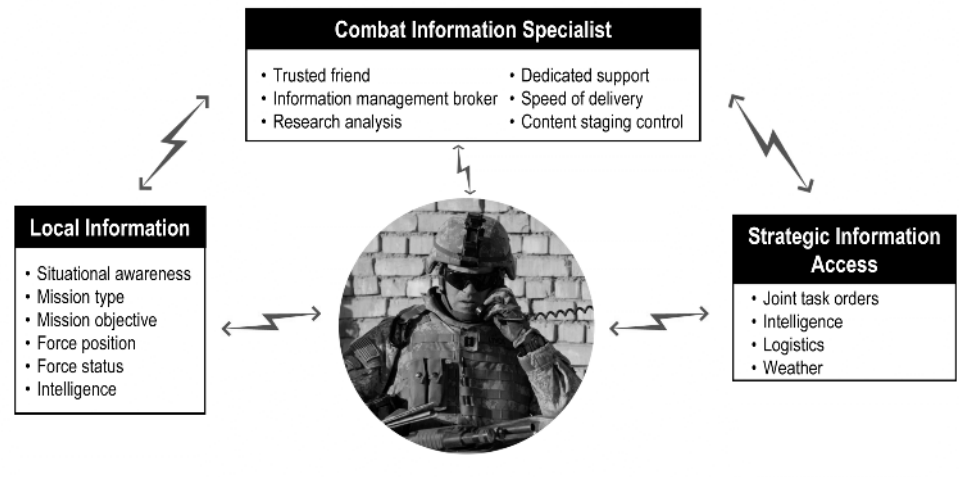 Combat Information Specialist
• Trusted friend
• Information management broker
• Research analysis
• Dedicated support
• Speed of delivery
• Content staging control
Local Information
• Situational awareness
• Mission type
• Mission objective
• Force position
• Force status
• Intelligence
Strategic Information
Access
• Joint task orders
• Intelligence
• Logistics
• Weather